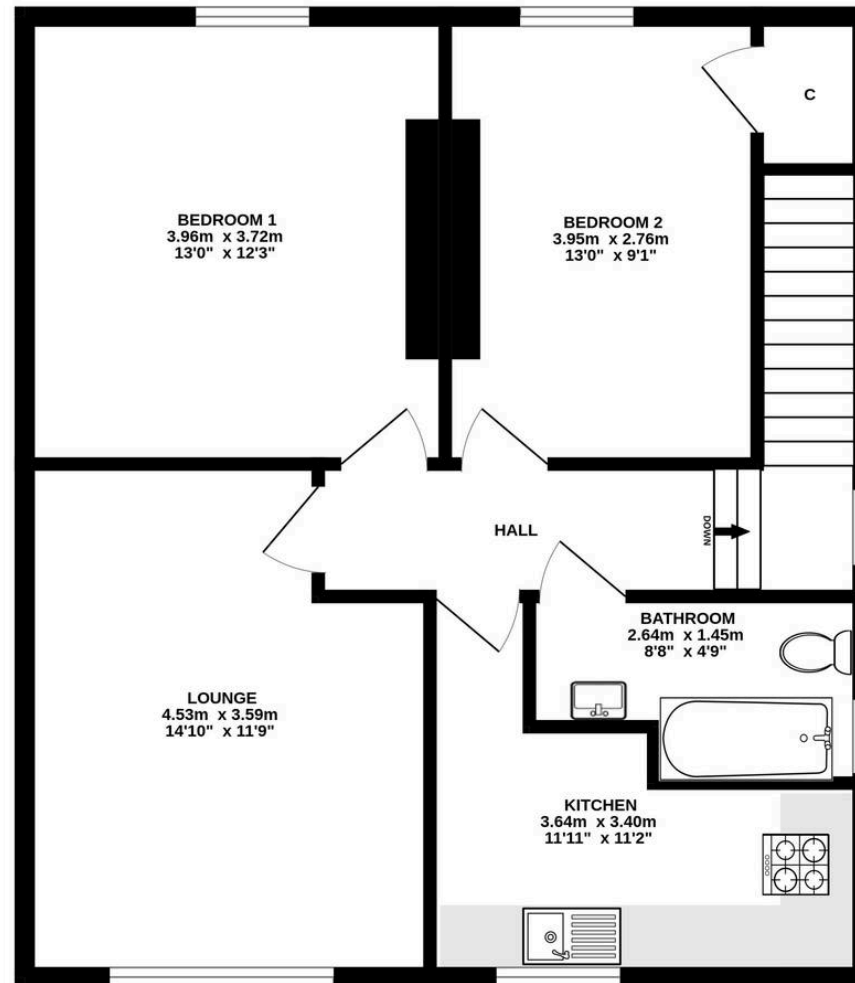 C
BEDROOM 1
3.96m x 3.72m
13'0" x 12'3"
BEDROOM 2
3.95m x 2.76m
13'0" x 9'1"
HALL
DOWN
BATHROOM
2.64m x 1.45m
8'8" x 4'9"
LOUNGE
4.53m x 3.59m
14'10" x 11'9"
KITCHEN
3.64m x 3.40m
11'11" x 11'2"